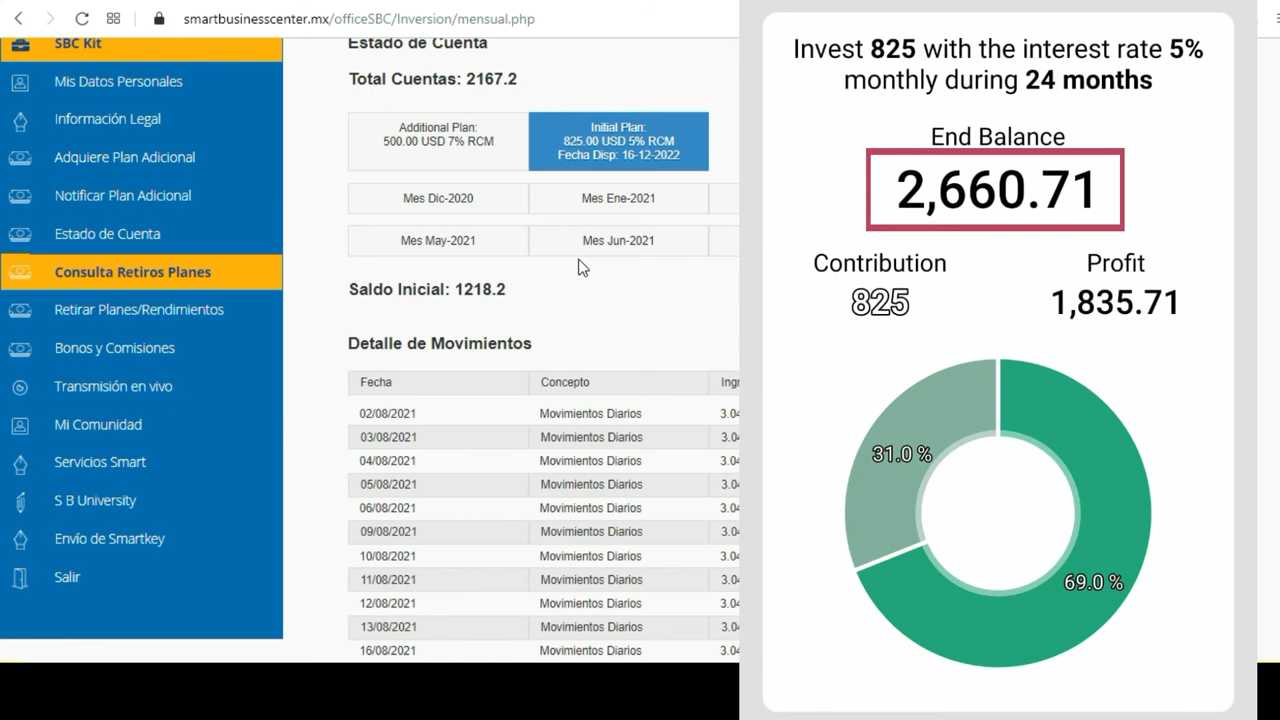 smartbusinesscenter.mx/officeSBC/Inversion/mensual.php
SBC Kit
Mis Datos Personales
Información Legal
Adquiere Plan Adicional
Notificar Plan Adicional
Estado de Cuenta
Consulta Retiros Planes
Retirar Planes/Rendimientos
Bonos y Comisiones
Transmisión en vivo
Mi Comunidad
Servicios Smart
S B University
Envío de Smartkey
Salir
Estado de Cuenta
Total Cuentas: 2167.2
Additional Plan:
500.00 USD 7% RCM
Initial Plan:
825.00 USD 5% RCM
Fecha Disp: 16-12-2022
Mes Dic-2020 Mes Ene-2021
Mes May-2021 Mes Jun-2021
Saldo Inicial: 1218.2
Detalle de Movimientos
Fecha Concepto
02/08/2021 Movimientos Diarios
03/08/2021 Movimientos Diarios
04/08/2021 Movimientos Diarios
05/08/2021 Movimientos Diarios
06/08/2021 Movimientos Diarios
09/08/2021 Movimientos Diarios
10/08/2021 Movimientos Diarios
11/08/2021 Movimientos Diarios
12/08/2021 Movimientos Diarios
13/08/2021 Movimientos Diarios
16/08/2021 Movimientos Diarios
Invest 825 with the interest rate 5%
monthly during 24 months
End Balance
2,660.71
Contribution Profit
825 1,835.71
31.0 %
69.0 %